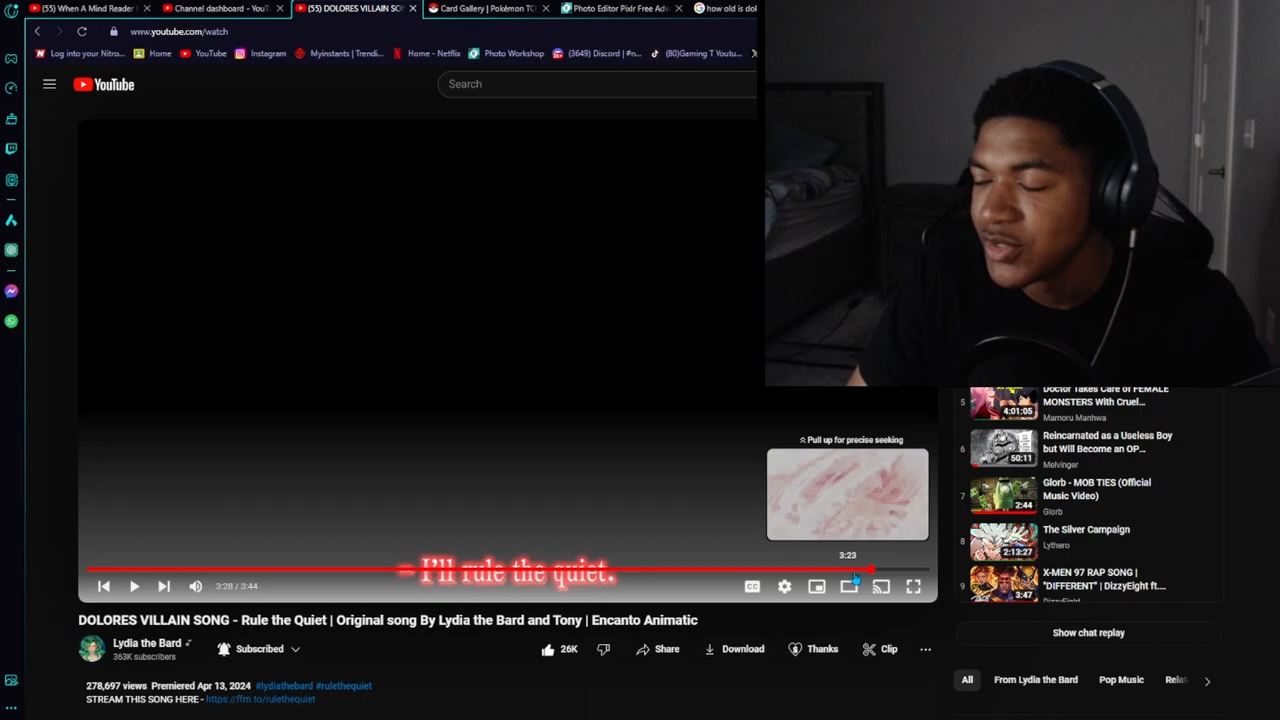 (55) When A Mind Reader
Channel dashboard - YouT
(55) DOLORES VILLAIN SO
Card Gallery | Pokémon TC
Photo Editor Pixlr Free Adv
how old is dol
www.youtube.com/watch
Log into your Nitro...
Home
YouTube
Instagram
Myinstants | Trendi...
Home - Netflix
Photo Workshop
(3649) Discord | #n...
(80)Gaming T Youtu...
YouTube
Search
Pull up for precise seeking
3:23
– I'll rule the quiet.
3:28 / 3:44
CC
DOLORES VILLAIN SONG - Rule the Quiet | Original song By Lydia the Bard and Tony | Encanto Animatic
Lydia the Bard
363K subscribers
Subscribed
26K
Share
Download
Thanks
Clip
278,697 views Premiered Apr 13, 2024 #lydiathebard #rulethequiet
STREAM THIS SONG HERE - https://ffm.to/rulethequiet
5
4:01:05
Doctor Takes Care of FEMALE
MONSTERS With Cruel...
Mamoru Manhwa
6
50:11
Reincarnated as a Useless Boy
but Will Become an OP...
Melvinger
7
2:44
Glorb - MOB TIES (Official
Music Video)
Glorb
8
2:13:27
The Silver Campaign
Lythero
9
3:47
X-MEN 97 RAP SONG |
"DIFFERENT" | DizzyEight ft....
DizzyEight
Show chat replay
All
From Lydia the Bard
Pop Music
Relat